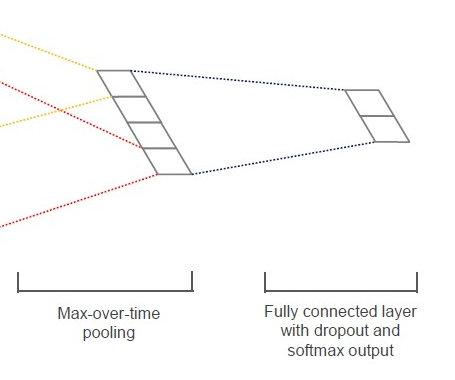 Max-over-time
pooling
Fully connected layer
with dropout and
softmax output